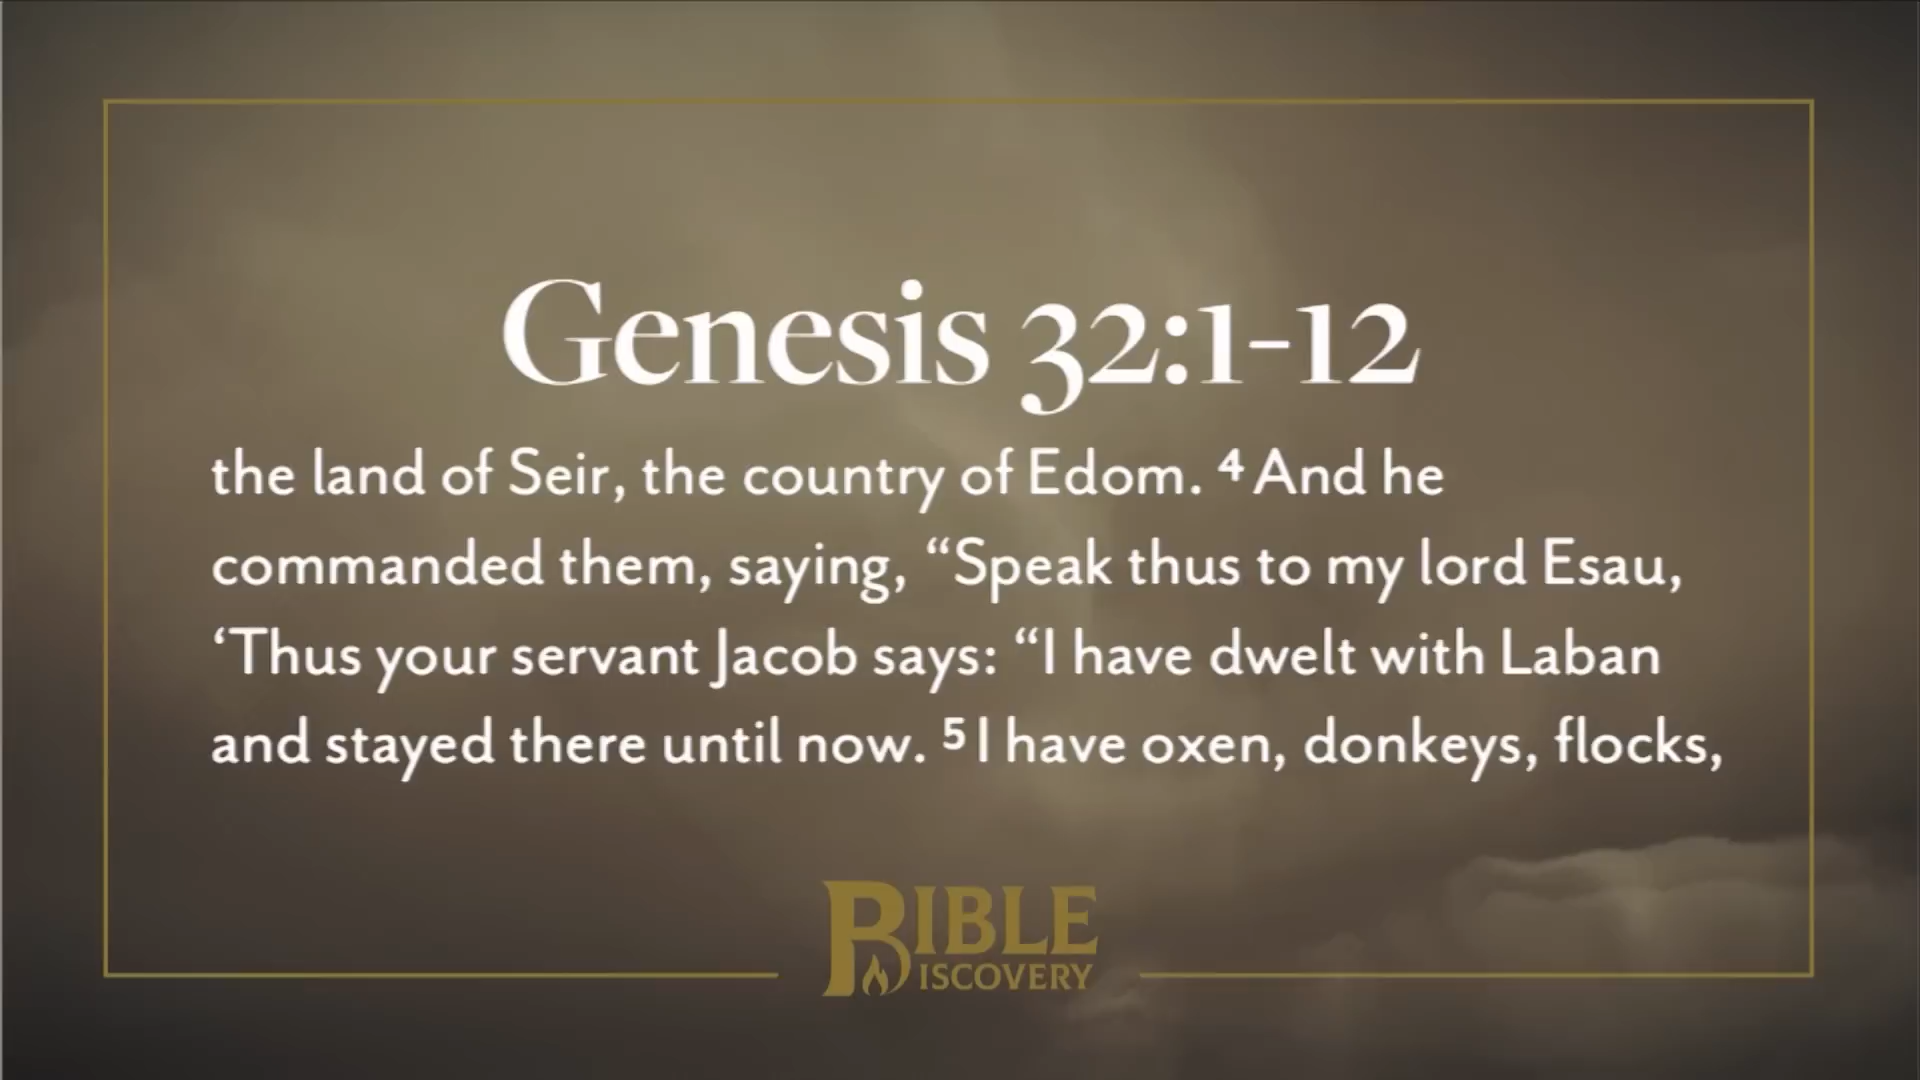 Genesis 32:1-12
the land of Seir, the country of Edom. 4 And he
commanded them, saying, “Speak thus to my lord Esau,
‘Thus your servant Jacob says: “I have dwelt with Laban
and stayed there until now. 5 I have oxen, donkeys, flocks,
BIBLE
DISCOVERY